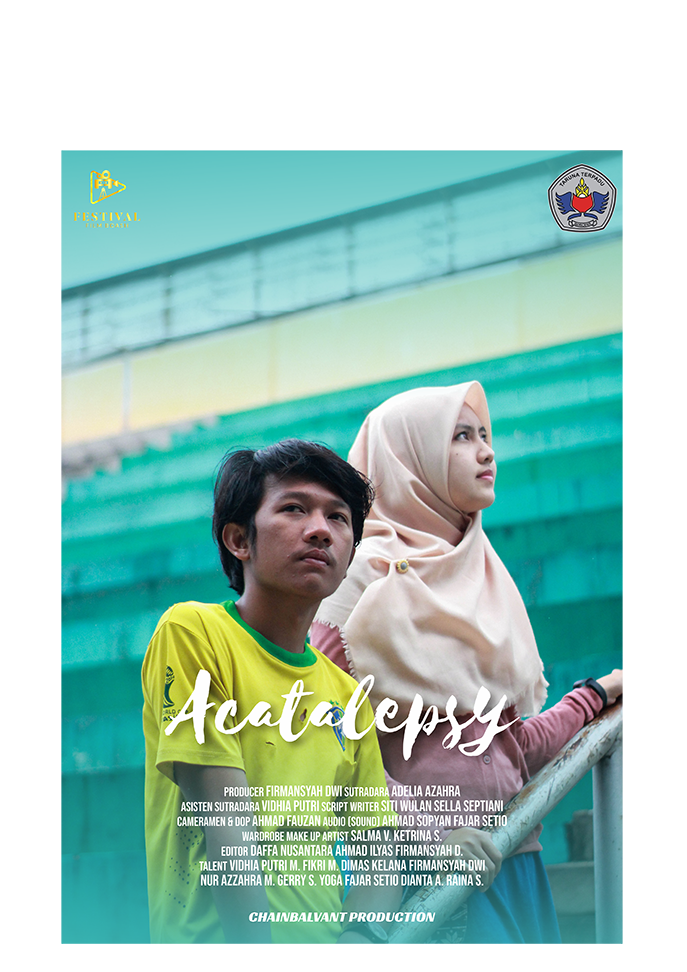 FESTIVAL
TARUNA TERPADU
Acatalepsy
PRODUCER FIRMANSYAH DWI SUTRADARA ADELIA AZAHRA
ASISTEN SUTRADARA VIDHIA PUTRI SCRIPT WRITER SITI WULAN SELLA SEPTIANI
CAMERAMEN & DOP AHMAD FAUZAN AUDIO (SOUND) AHMAD SOPYAN FAJAR SETIO
WARDROBE MAKE UP ARTIST SALMA V. KETRINA S.
EDITOR DAFFA NUSANTARA AHMAD ILYAS FIRMANSYAH D.
TALENT VIDHIA PUTRI M. FIKRI M. DIMAS KELANA FIRMANSYAH DWI
NUR AZZAHRA M. GERRY S. YOGA FAJAR SETIO DIANTA A. RAINA S.
CHAINBALVANT PRODUCTION